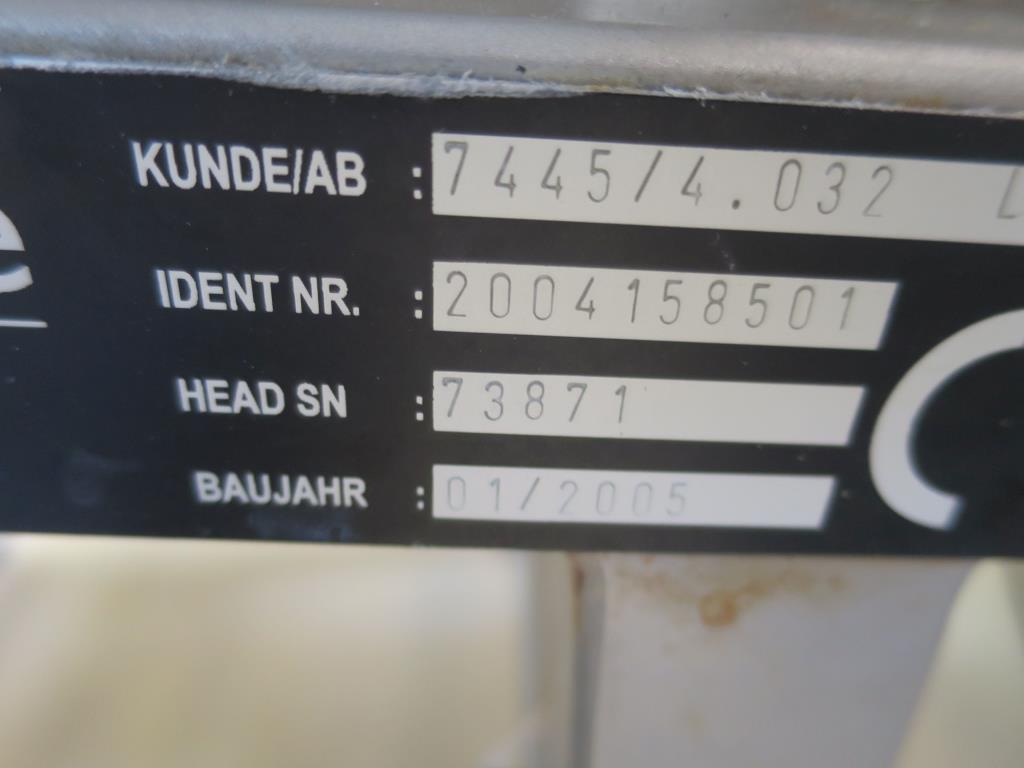 KUNDE/AB : 7445/4.032 L
e
IDENT NR. : 2004158501
HEAD SN : 73871
BAUJAHR : 01/2005